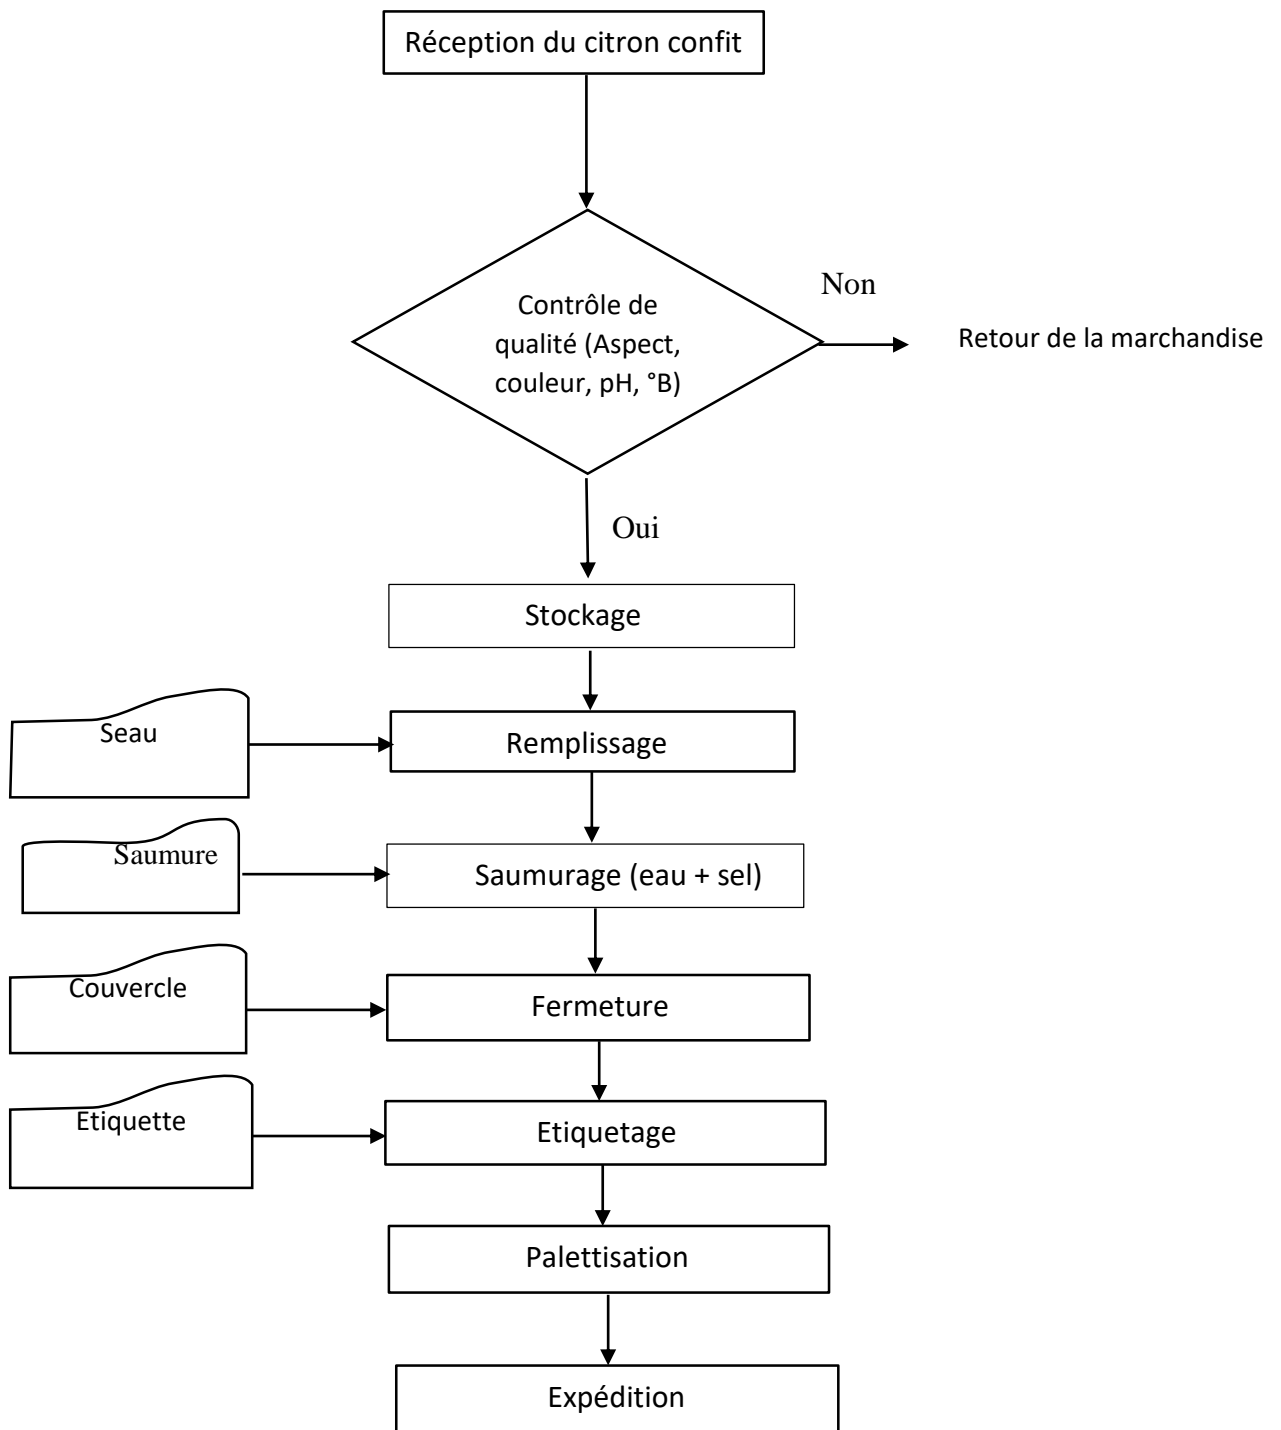 Réception du citron confit
Non
Contrôle de
qualité (Aspect,
couleur, pH, °B)
Retour de la marchandise
Oui
Stockage
Seau
Remplissage
Saumure
Saumurage (eau + sel)
Couvercle
Fermeture
Etiquette
Etiquetage
Palettisation
Expédition